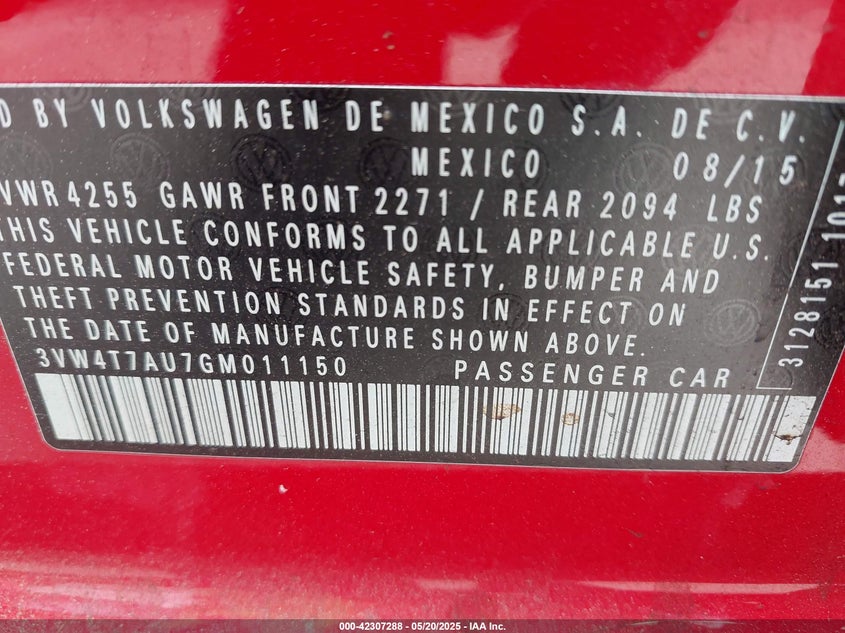 D BY VOLKSWAGEN DE MEXICO S.A. DE C.V.
MEXICO 08/15
VWR 4255 GAWR FRONT 2271 / REAR 2094 LBS
THIS VEHICLE CONFORMS TO ALL APPLICABLE U.S.
FEDERAL MOTOR VEHICLE SAFETY, BUMPER AND
THEFT PREVENTION STANDARDS IN EFFECT ON
THE DATE OF MANUFACTURE SHOWN ABOVE.
3VW4T7AU7GM011150 PASSENGER CAR
3128151
000-42307288 - 05/20/2025 - IAA Inc.